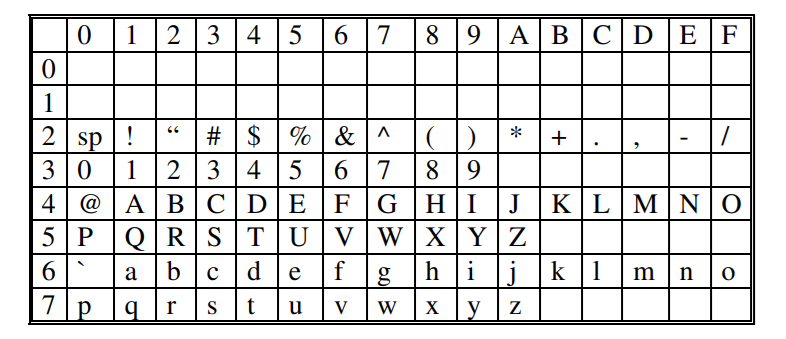 0 1 2 3 4 5 6 7 8 9 A B C D E F
0
1
2 sp ! “ # $ % & ^ ( ) * + . , - /
3 0 1 2 3 4 5 6 7 8 9
4 @ A B C D E F G H I J K L M N O
5 P Q R S T U V W X Y Z
6 ` a b c d e f g h i j k l m n o
7 p q r s t u v w x y z